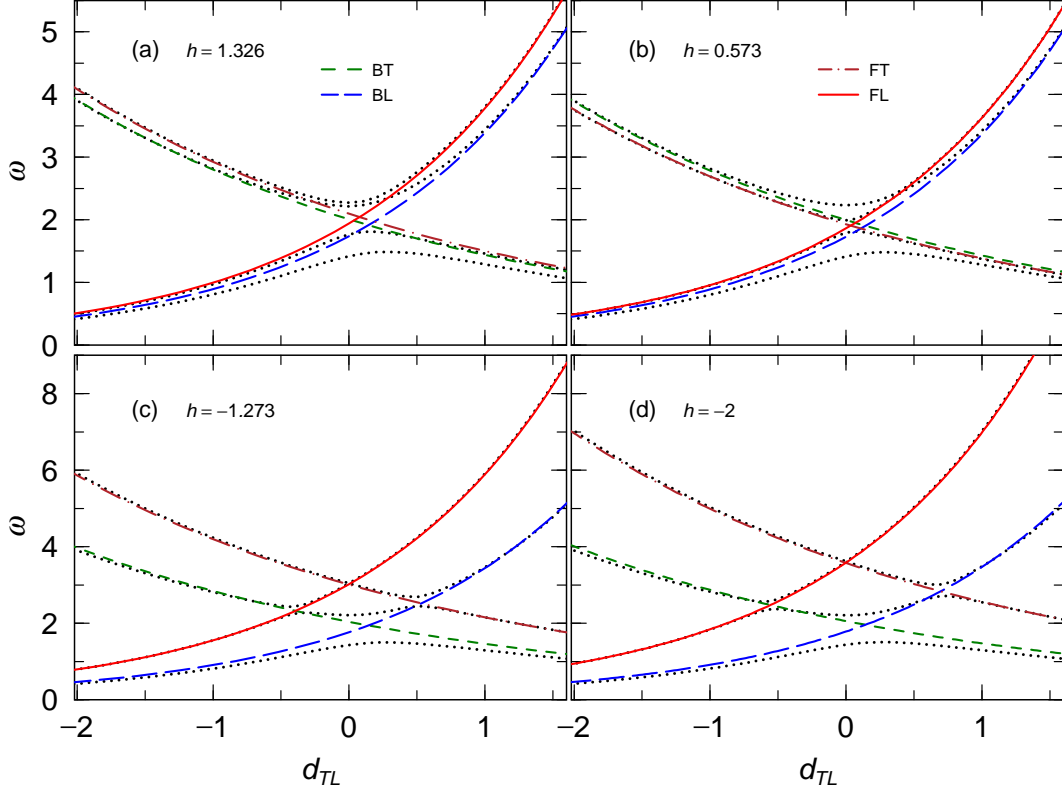 (a) h = 1.326
BT
BL
(b) h = 0.573
FT
FL
5
4
3
2
1
0
ω
(c) h = −1.273
(d) h = −2
8
6
4
2
0
ω
−2 −1 0 1
−2 −1 0 1
d_TL
d_TL